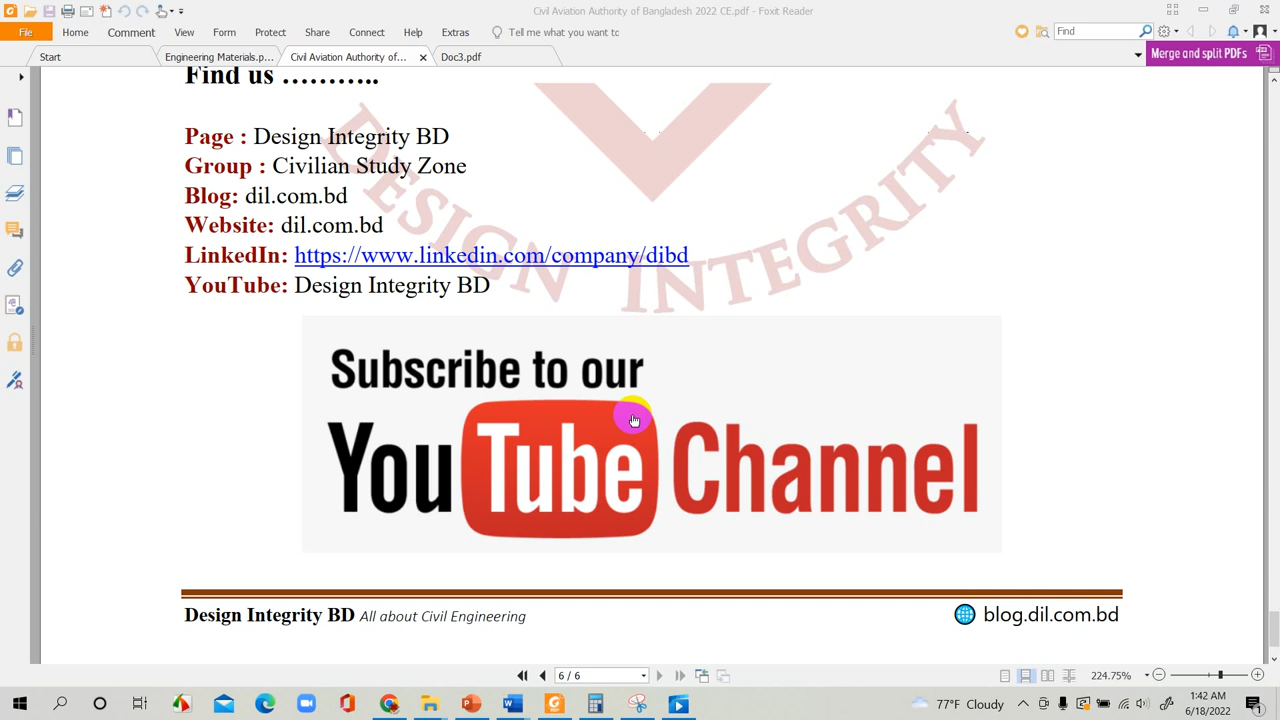 Civil Aviation Authority of Bangladesh 2022 CE.pdf - Foxit Reader
File Home Comment View Form Protect Share Connect Help Extras Tell me what you want to Find
Start Engineering Materials.p... Civil Aviation Authority of... Doc3.pdf Merge and split PDFs
Find us ………..
Page : Design Integrity BD
Group : Civilian Study Zone
Blog: dil.com.bd
Website: dil.com.bd
LinkedIn: https://www.linkedin.com/company/dibd
YouTube: Design Integrity BD
DESIGN INTEGRITY
Subscribe to our
YouTube Channel
Design Integrity BD All about Civil Engineering blog.dil.com.bd
6 / 6 224.75%
77°F Cloudy 1:42 AM
6/18/2022